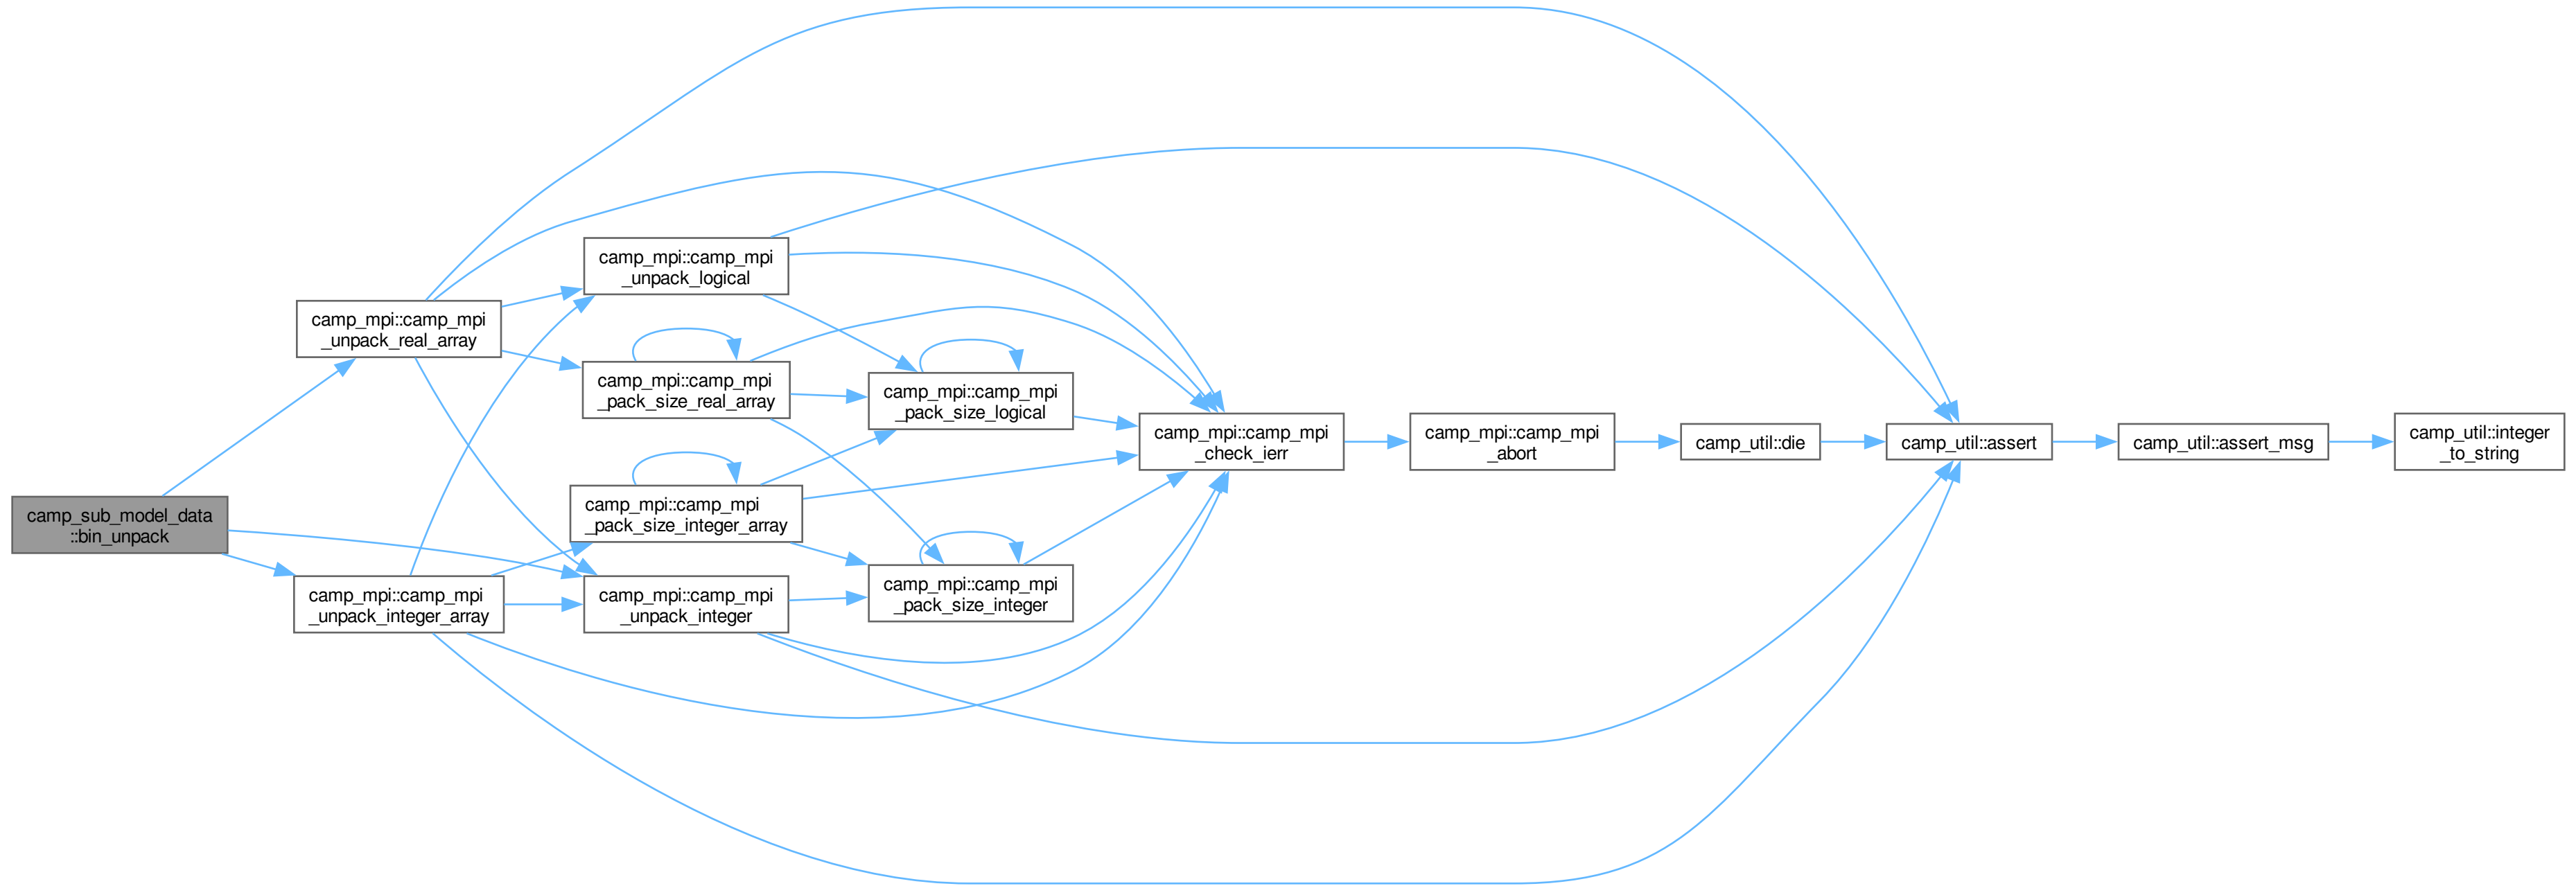 camp_sub_model_data
::bin_unpack
camp_mpi::camp_mpi
_unpack_real_array
camp_mpi::camp_mpi
_unpack_integer_array
camp_mpi::camp_mpi
_unpack_logical
camp_mpi::camp_mpi
_pack_size_real_array
camp_mpi::camp_mpi
_pack_size_integer_array
camp_mpi::camp_mpi
_unpack_integer
camp_mpi::camp_mpi
_pack_size_logical
camp_mpi::camp_mpi
_pack_size_integer
camp_mpi::camp_mpi
_check_ierr
camp_mpi::camp_mpi
_abort
camp_util::die
camp_util::assert
camp_util::assert_msg
camp_util::integer
_to_string